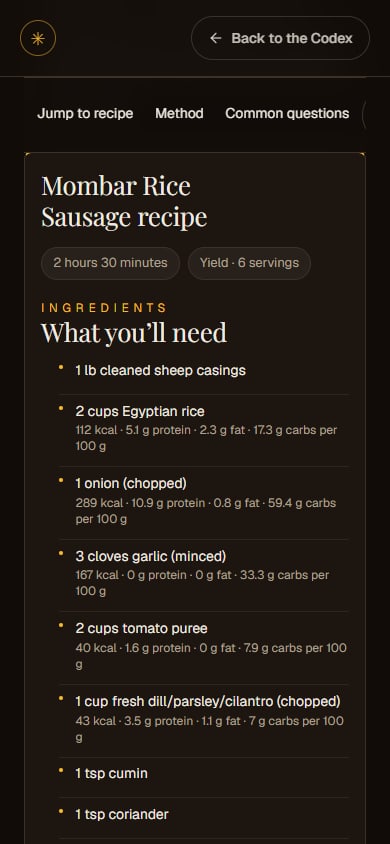 ← Back to the Codex
Jump to recipe Method Common questions
Mombar Rice
Sausage recipe
2 hours 30 minutes Yield · 6 servings
INGREDIENTS
What you’ll need
• 1 lb cleaned sheep casings
• 2 cups Egyptian rice
112 kcal · 5.1 g protein · 2.3 g fat · 17.3 g carbs per
100 g
• 1 onion (chopped)
289 kcal · 10.9 g protein · 0.8 g fat · 59.4 g carbs
per 100 g
• 3 cloves garlic (minced)
167 kcal · 0 g protein · 0 g fat · 33.3 g carbs per
100 g
• 2 cups tomato puree
40 kcal · 1.6 g protein · 0 g fat · 7.9 g carbs per 100
g
• 1 cup fresh dill/parsley/cilantro (chopped)
43 kcal · 3.5 g protein · 1.1 g fat · 7 g carbs per 100
g
• 1 tsp cumin
• 1 tsp coriander